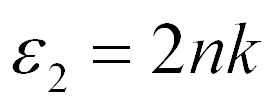 ε₂ = 2nk